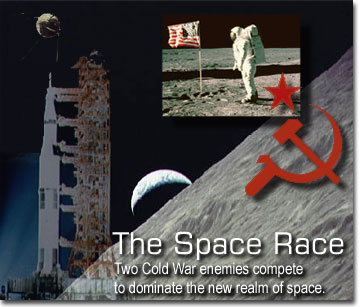 The Space Race
Two Cold War enemies compete
to dominate the new realm of space.